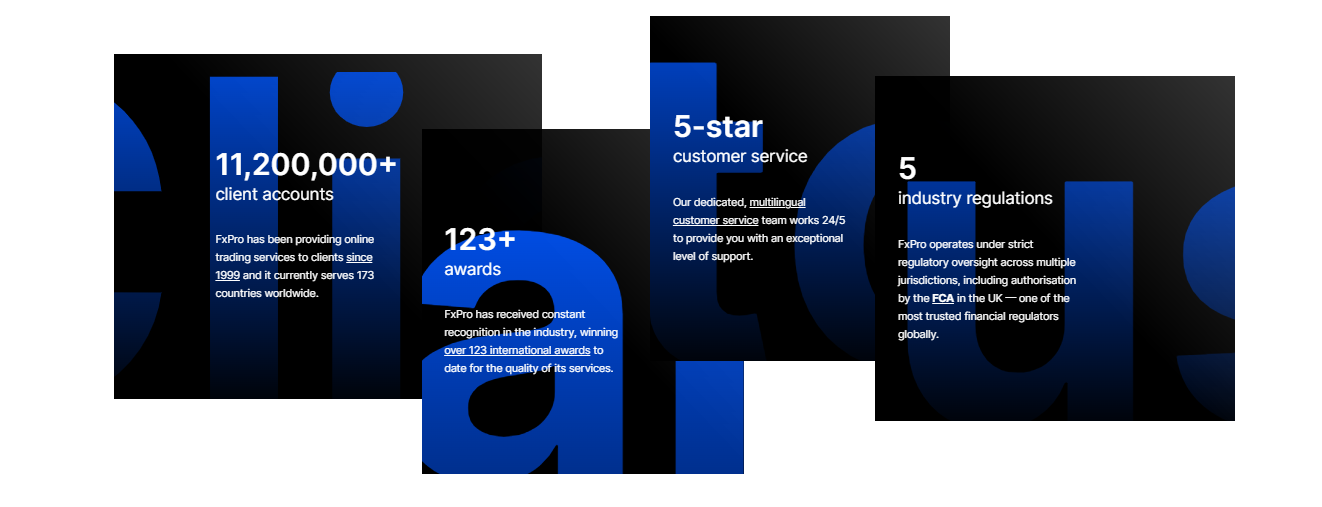 11,200,000+
client accounts
FxPro has been providing online
trading services to clients since
1999 and it currently serves 173
countries worldwide.
123+
awards
FxPro has received constant
recognition in the industry, winning
over 123 international awards to
date for the quality of its services.
5-star
customer service
Our dedicated, multilingual
customer service team works 24/5
to provide you with an exceptional
level of support.
5
industry regulations
FxPro operates under strict
regulatory oversight across multiple
jurisdictions, including authorisation
by the FCA in the UK — one of the
most trusted financial regulators
globally.